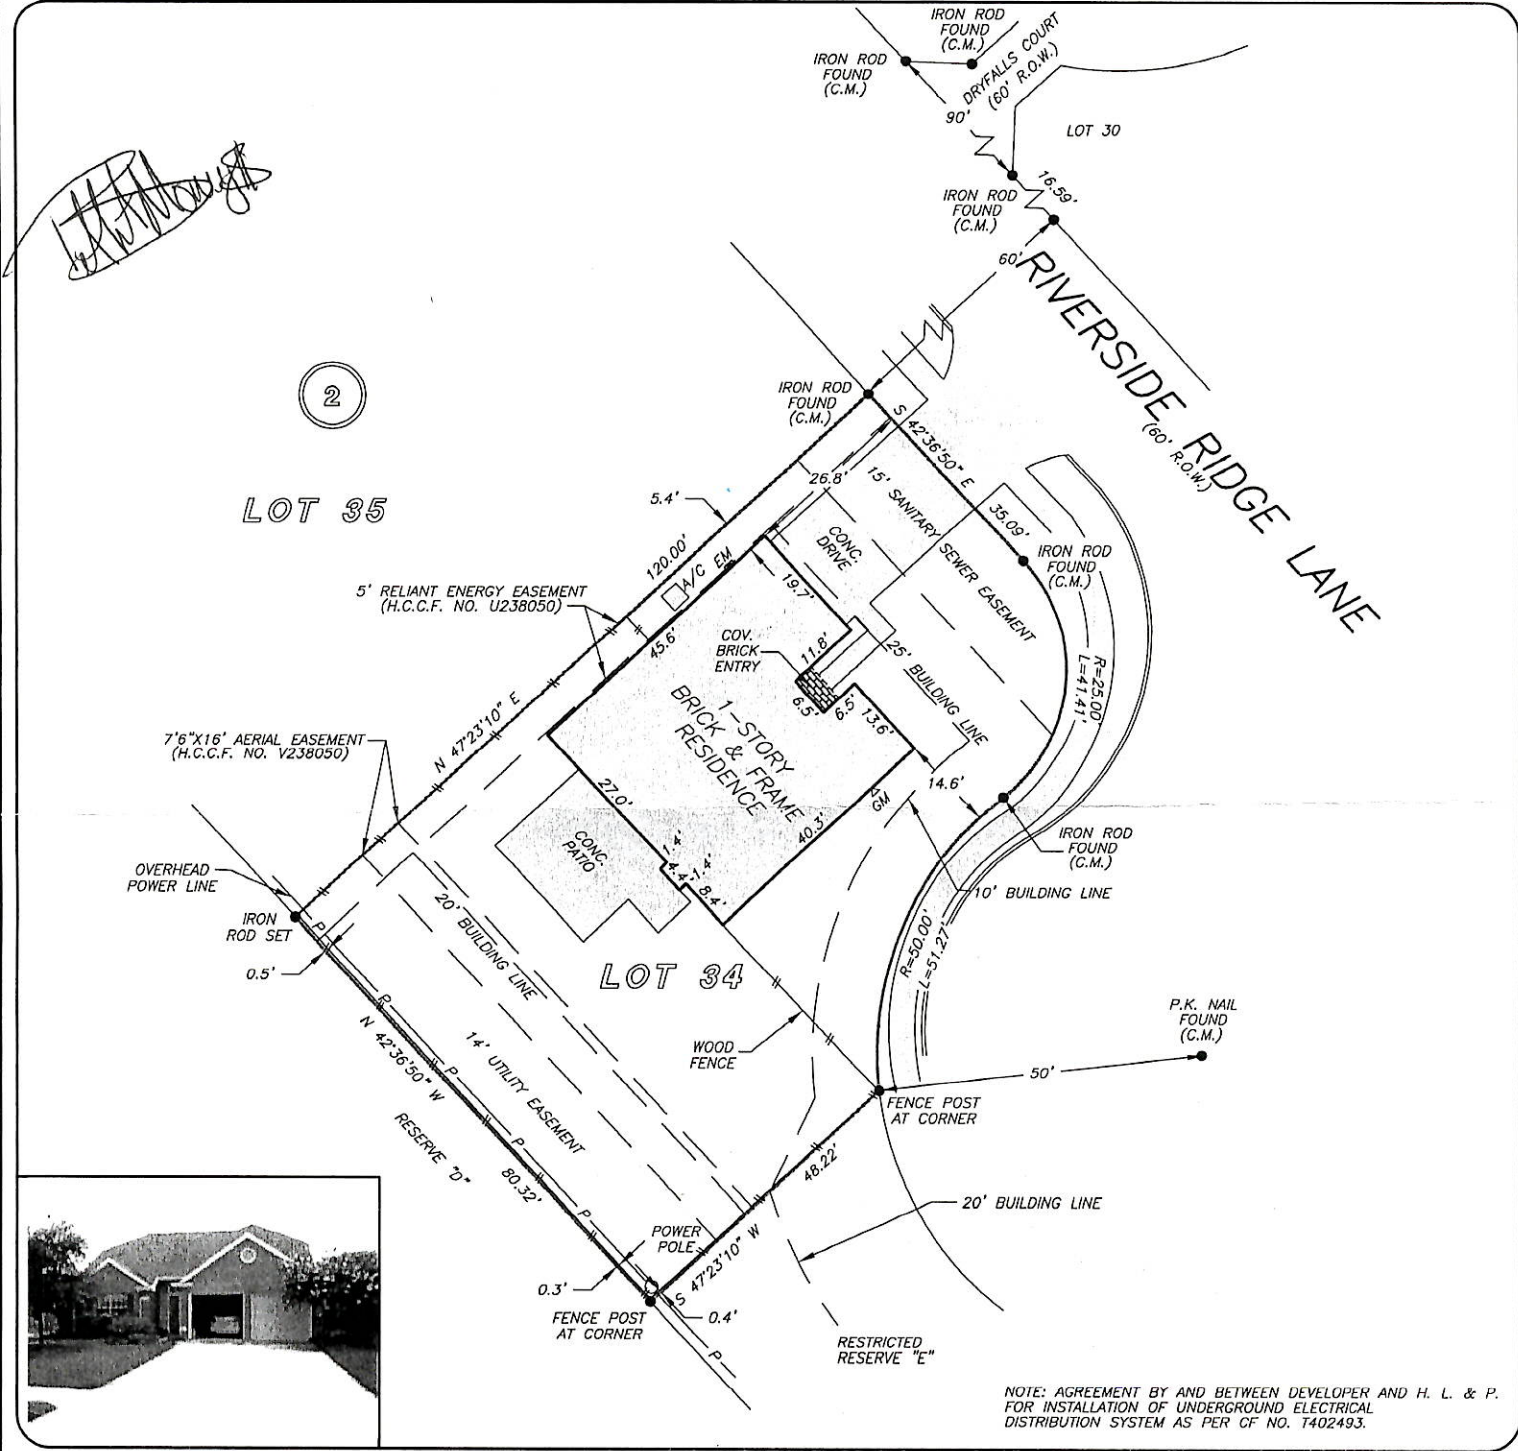 IRON ROD
FOUND
(C.M.)
IRON ROD
FOUND
(C.M.)
DRYFALLS COURT
(60' R.O.W.)
90'
LOT 30
16.59'
IRON ROD
FOUND
(C.M.)
60'
RIVERSIDE RIDGE LANE
(60' R.O.W.)
2
IRON ROD
FOUND
(C.M.)
S 42°36'50" E
35.09'
LOT 35
5.4'
26.8'
15' SANITARY SEWER EASEMENT
CONC.
DRIVE
IRON ROD
FOUND
(C.M.)
120.00'
A/C EM
5' RELIANT ENERGY EASEMENT
(H.C.C.F. NO. U238050)
19.7'
45.6'
COV.
BRICK
ENTRY
11.8'
25' BUILDING LINE
R=25.00'
L=41.41'
6.5'
6.5'
13.6'
1-STORY
BRICK & FRAME
RESIDENCE
N 47°23'10" E
7'6"X16' AERIAL EASEMENT
(H.C.C.F. NO. V238050)
27.0'
14.6'
GM
40.3'
CONC.
PATIO
1.4'
4.4'
1.4'
8.4'
IRON ROD
FOUND
(C.M.)
OVERHEAD
POWER LINE
10' BUILDING LINE
20' BUILDING LINE
IRON
ROD SET
P
R=50.00'
L=51.27'
0.5'
LOT 34
P
P.K. NAIL
FOUND
(C.M.)
N 42°36'50" W
14' UTILITY EASEMENT
WOOD
FENCE
P
50'
FENCE POST
AT CORNER
RESERVE "D"
P
80.32'
48.22'
P
20' BUILDING LINE
POWER
POLE
S 47°23'10" W
0.3'
0.4'
FENCE POST
AT CORNER
P
RESTRICTED
RESERVE "E"
NOTE: AGREEMENT BY AND BETWEEN DEVELOPER AND H. L. & P.
FOR INSTALLATION OF UNDERGROUND ELECTRICAL
DISTRIBUTION SYSTEM AS PER CF NO. T402493.